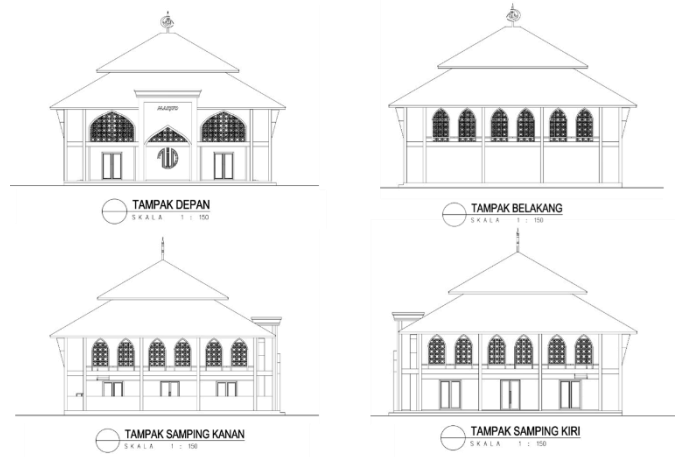 MASJID
TAMPAK DEPAN
SKALA 1 : 150
TAMPAK BELAKANG
SKALA 1 : 150
TAMPAK SAMPING KANAN
SKALA 1 : 150
TAMPAK SAMPING KIRI
SKALA 1 : 150